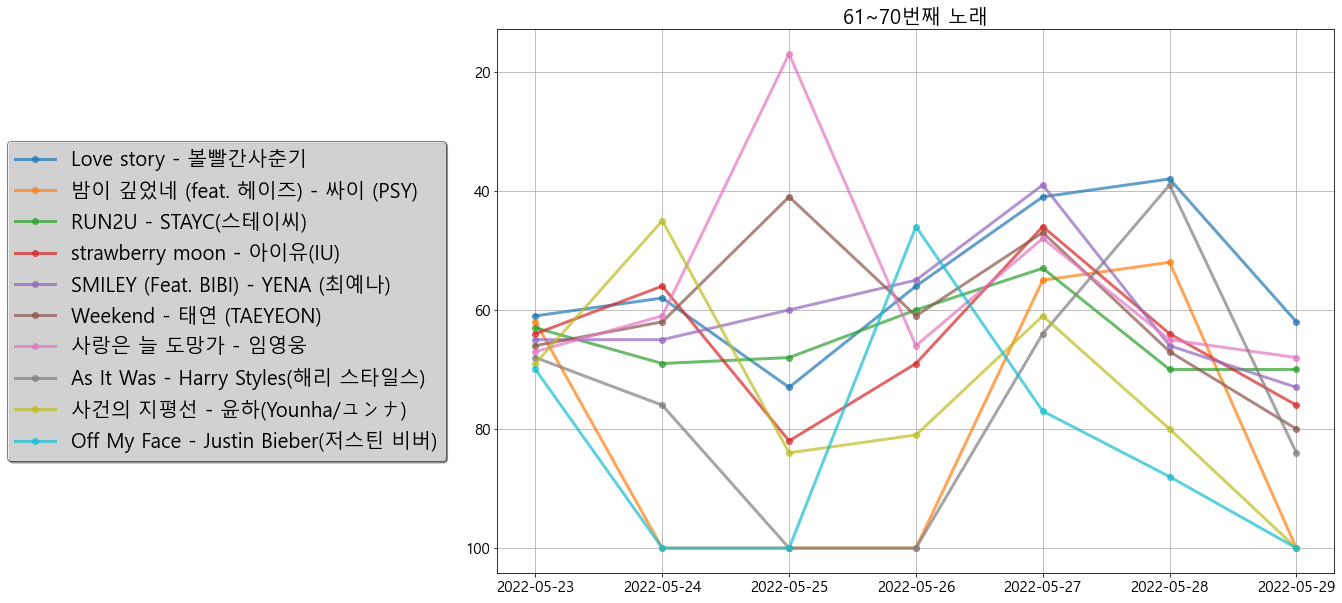 61~70번째 노래
Love story - 볼빨간사춘기
밤이 깊었네 (feat. 헤이즈) - 싸이 (PSY)
RUN2U - STAYC(스테이씨)
strawberry moon - 아이유(IU)
SMILEY (Feat. BIBI) - YENA (최예나)
Weekend - 태연 (TAEYEON)
사랑은 늘 도망가 - 임영웅
As It Was - Harry Styles(해리 스타일스)
사건의 지평선 - 윤하(Younha/ユンナ)
Off My Face - Justin Bieber(저스틴 비버)
20
40
60
80
100
2022-05-23 2022-05-24 2022-05-25 2022-05-26 2022-05-27 2022-05-28 2022-05-29